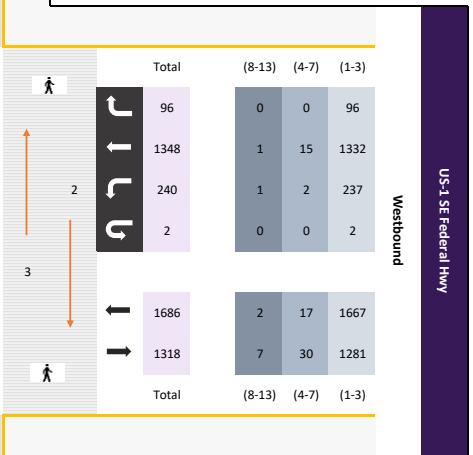 Total (8-13) (4-7) (1-3)
96 0 0 96
1348 1 15 1332
2 240 1 2 237
2 0 0 2
3
1686 2 17 1667
1318 7 30 1281
Total (8-13) (4-7) (1-3)
Westbound
US-1 SE Federal Hwy